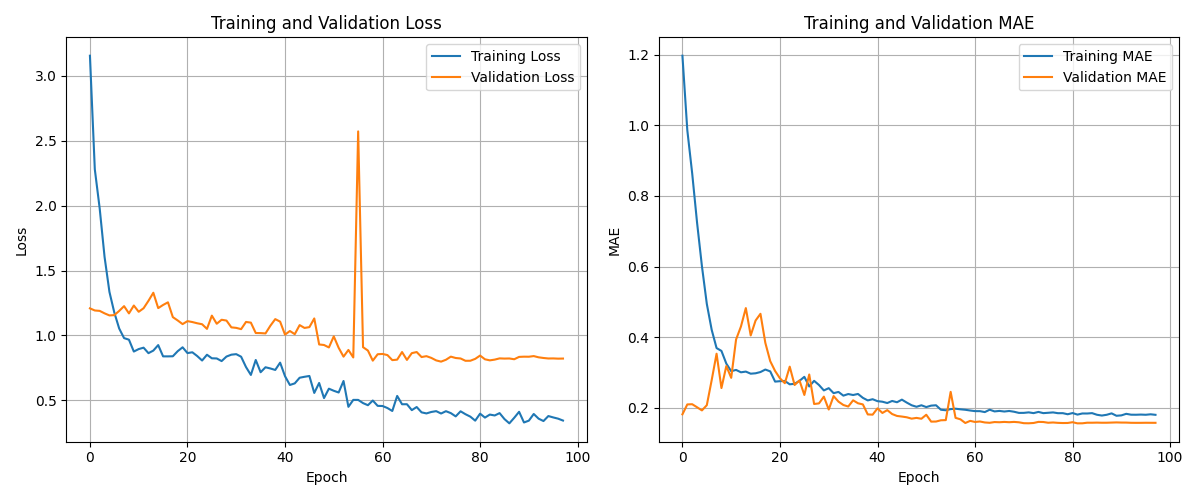 Training and Validation Loss
Training Loss
Validation Loss
3.0
2.5
2.0
1.5
1.0
0.5
Loss
0
20
40
60
80
100
Epoch
Training and Validation MAE
Training MAE
Validation MAE
1.2
1.0
0.8
0.6
0.4
0.2
MAE
0
20
40
60
80
100
Epoch